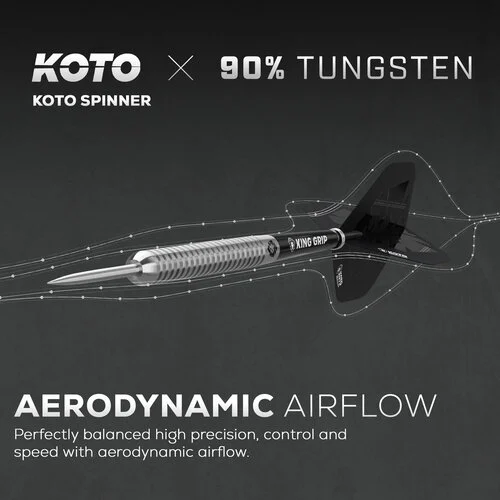 KOTO × 90% TUNGSTEN
KOTO SPINNER
KING GRIP
AERODYNAMIC AIRFLOW
Perfectly balanced high precision, control and
speed with aerodynamic airflow.